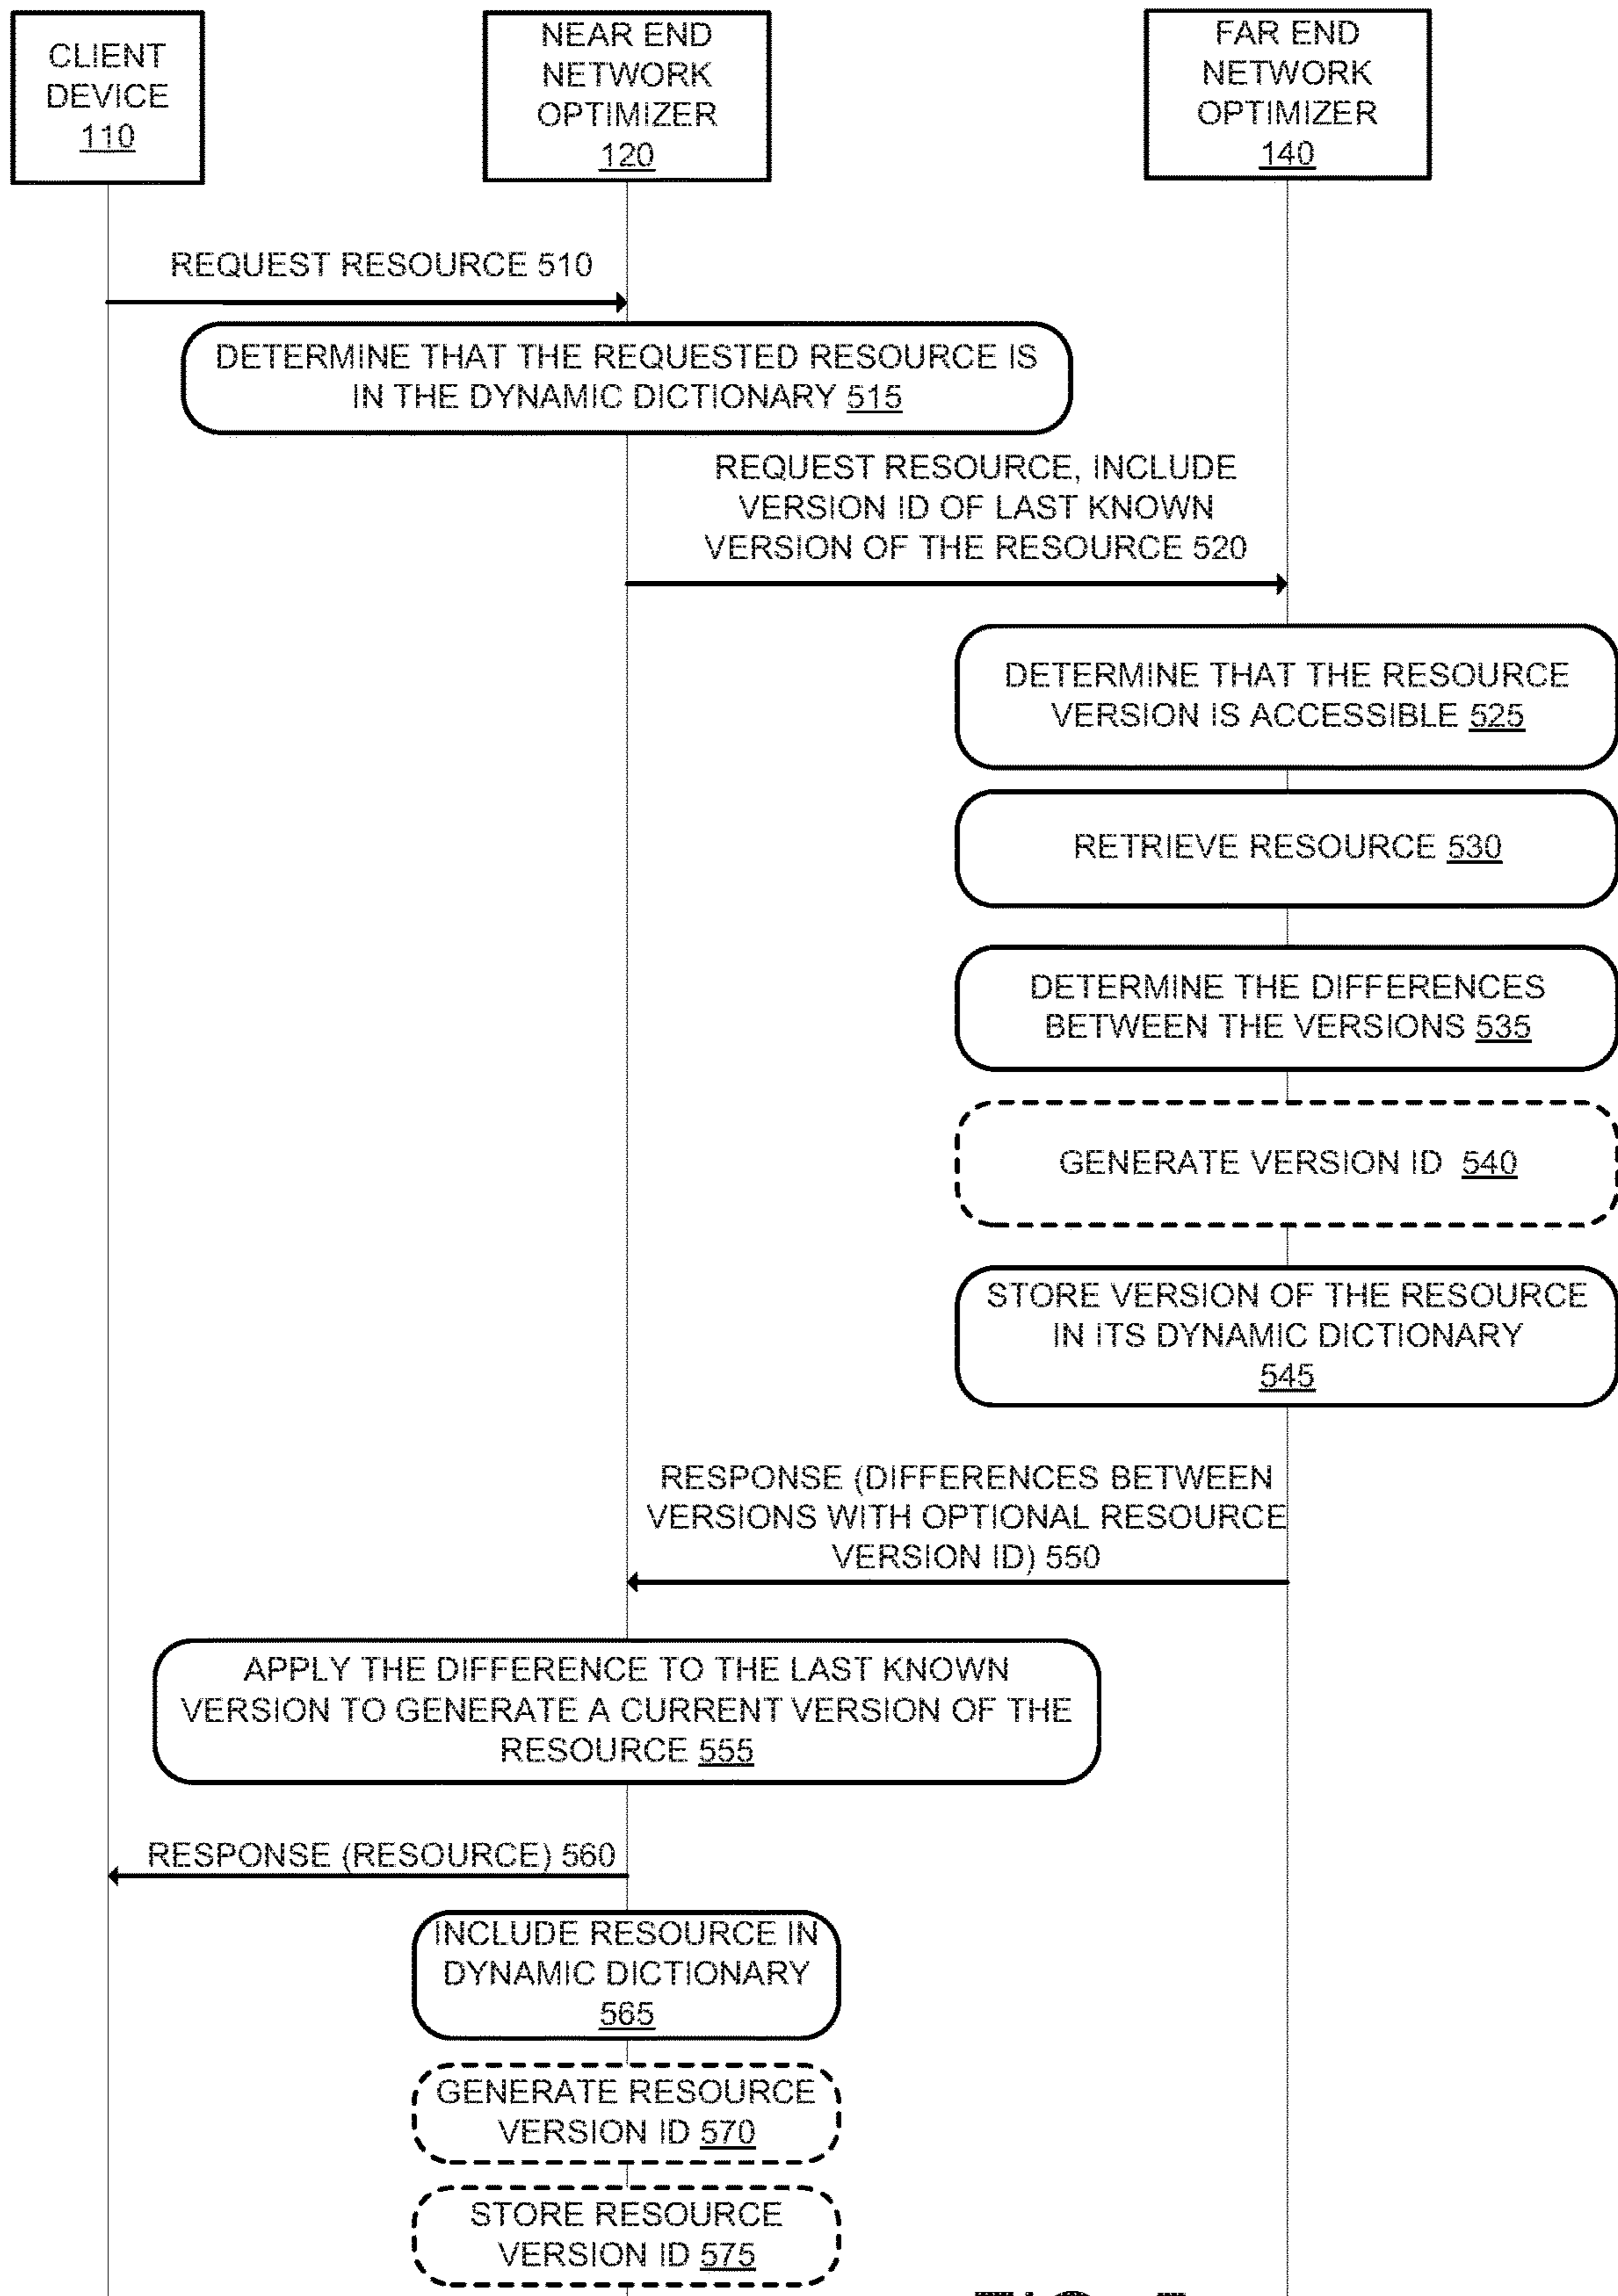 CLIENT
DEVICE
110
NEAR END
NETWORK
OPTIMIZER
120
FAR END
NETWORK
OPTIMIZER
140
REQUEST RESOURCE 510
DETERMINE THAT THE REQUESTED RESOURCE IS
IN THE DYNAMIC DICTIONARY 515
REQUEST RESOURCE, INCLUDE
VERSION ID OF LAST KNOWN
VERSION OF THE RESOURCE 520
DETERMINE THAT THE RESOURCE
VERSION IS ACCESSIBLE 525
RETRIEVE RESOURCE 530
DETERMINE THE DIFFERENCES
BETWEEN THE VERSIONS 535
GENERATE VERSION ID 540
STORE VERSION OF THE RESOURCE
IN ITS DYNAMIC DICTIONARY
545
RESPONSE (DIFFERENCES BETWEEN
VERSIONS WITH OPTIONAL RESOURCE
VERSION ID) 550
APPLY THE DIFFERENCE TO THE LAST KNOWN
VERSION TO GENERATE A CURRENT VERSION OF THE
RESOURCE 555
RESPONSE (RESOURCE) 560
INCLUDE RESOURCE IN
DYNAMIC DICTIONARY
565
GENERATE RESOURCE
VERSION ID 570
STORE RESOURCE
VERSION ID 575